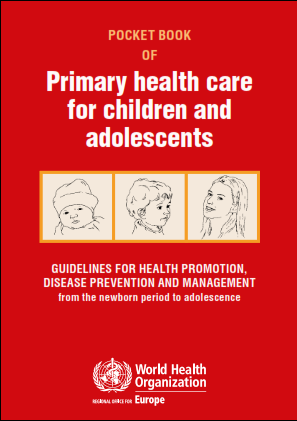 POCKET BOOK
OF
Primary health care
for children and
adolescents
GUIDELINES FOR HEALTH PROMOTION,
DISEASE PREVENTION AND MANAGEMENT
from the newborn period to adolescence
World Health
Organization
REGIONAL OFFICE FOR Europe